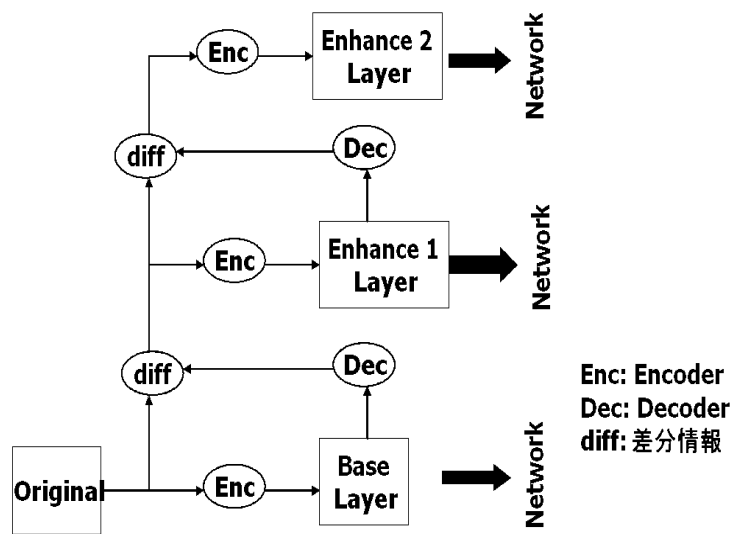 Enc
Enhance 2
Layer
Network
diff
Dec
Enc
Enhance 1
Layer
Network
diff
Dec
Enc: Encoder
Dec: Decoder
diff: 差分情報
Original
Enc
Base
Layer
Network